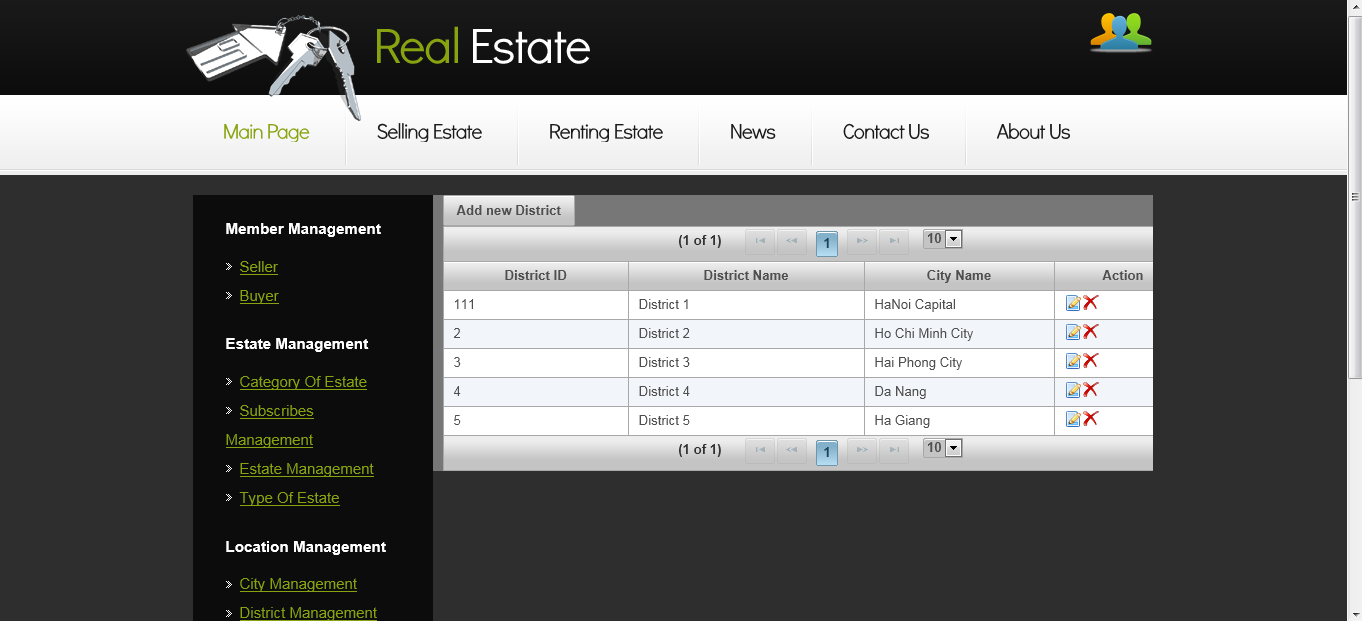 Real Estate
Main Page Selling Estate Renting Estate News Contact Us About Us
Member Management
Seller
Buyer
Estate Management
Category Of Estate
Subscribes
Management
Estate Management
Type Of Estate
Location Management
City Management
District Management
Add new District
(1 of 1) 1 10
District ID District Name City Name Action
111 District 1 HaNoi Capital
2 District 2 Ho Chi Minh City
3 District 3 Hai Phong City
4 District 4 Da Nang
5 District 5 Ha Giang
(1 of 1) 1 10